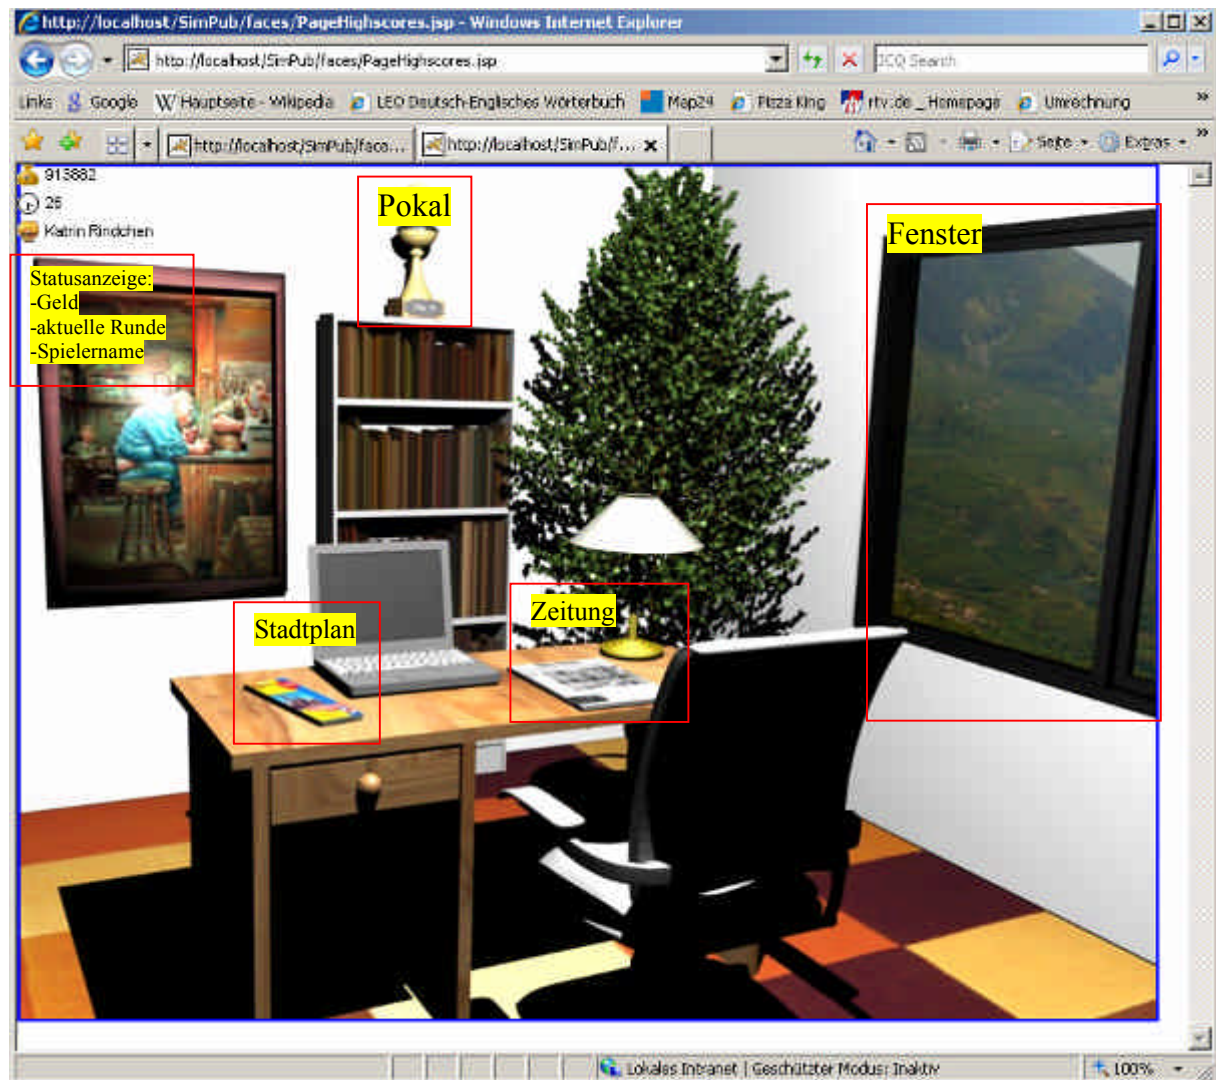 http://localhost/SimPub/faces/PageHighscores.jsp - Windows Internet Explorer
http://localhost/SimPub/faces/PageHighscores.jsp
ICQ Search
Links
Google
Hauptseite - Wikipedia
LEO Deutsch-Englisches Wörterbuch
Map24
Pizza King
rtv.de _ Homepage
Umrechnung
»
http://localhost/SimPub/face...
http://localhost/SimPub/f...
Seite
Extras
»
913882
26
Katrin Rindchen
Pokal
Fenster
Statusanzeige:
-Geld
-aktuelle Runde
-Spielername
Zeitung
Stadtplan
Lokales Intranet | Geschützter Modus: Inaktiv
100%